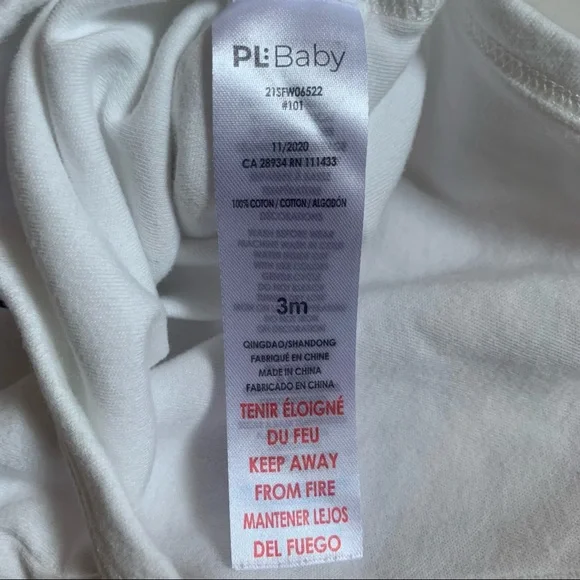 PL Baby
21SFW06522
#101
11/2020
CA 28934 RN 111433
100% COTON / COTTON / ALGODÓN
3m
QINGDAO/SHANDONG
FABRIQUÉ EN CHINE
MADE IN CHINA
FABRICADO EN CHINA
TENIR ÉLOIGNÉ
DU FEU
KEEP AWAY
FROM FIRE
MANTENER LEJOS
DEL FUEGO